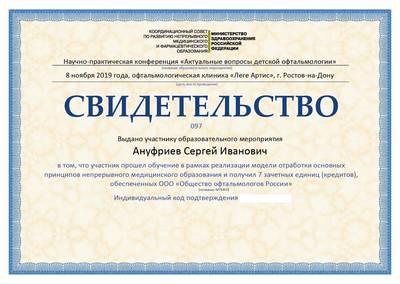 КООРДИНАЦИОННЫЙ СОВЕТ
ПО РАЗВИТИЮ НЕПРЕРЫВНОГО
МЕДИЦИНСКОГО
И ФАРМАЦЕВТИЧЕСКОГО
ОБРАЗОВАНИЯ
МИНИСТЕРСТВО
ЗДРАВООХРАНЕНИЯ
РОССИЙСКОЙ
ФЕДЕРАЦИИ
Научно-практическая конференция «Актуальные вопросы детской офтальмологии»
(название образовательного мероприятия)
8 ноября 2019 года, офтальмологическая клиника «Леге Артис», г. Ростов-на-Дону
(дата, место проведения)
СВИДЕТЕЛЬСТВО
097
Выдано участнику образовательного мероприятия
Ануфриев Сергей Иванович
в том, что участник прошел обучение в рамках реализации модели отработки основных
принципов непрерывного медицинского образования и получил 7 зачетных единиц (кредитов),
обеспеченных ООО «Общество офтальмологов России»
Индивидуальный код подтверждения